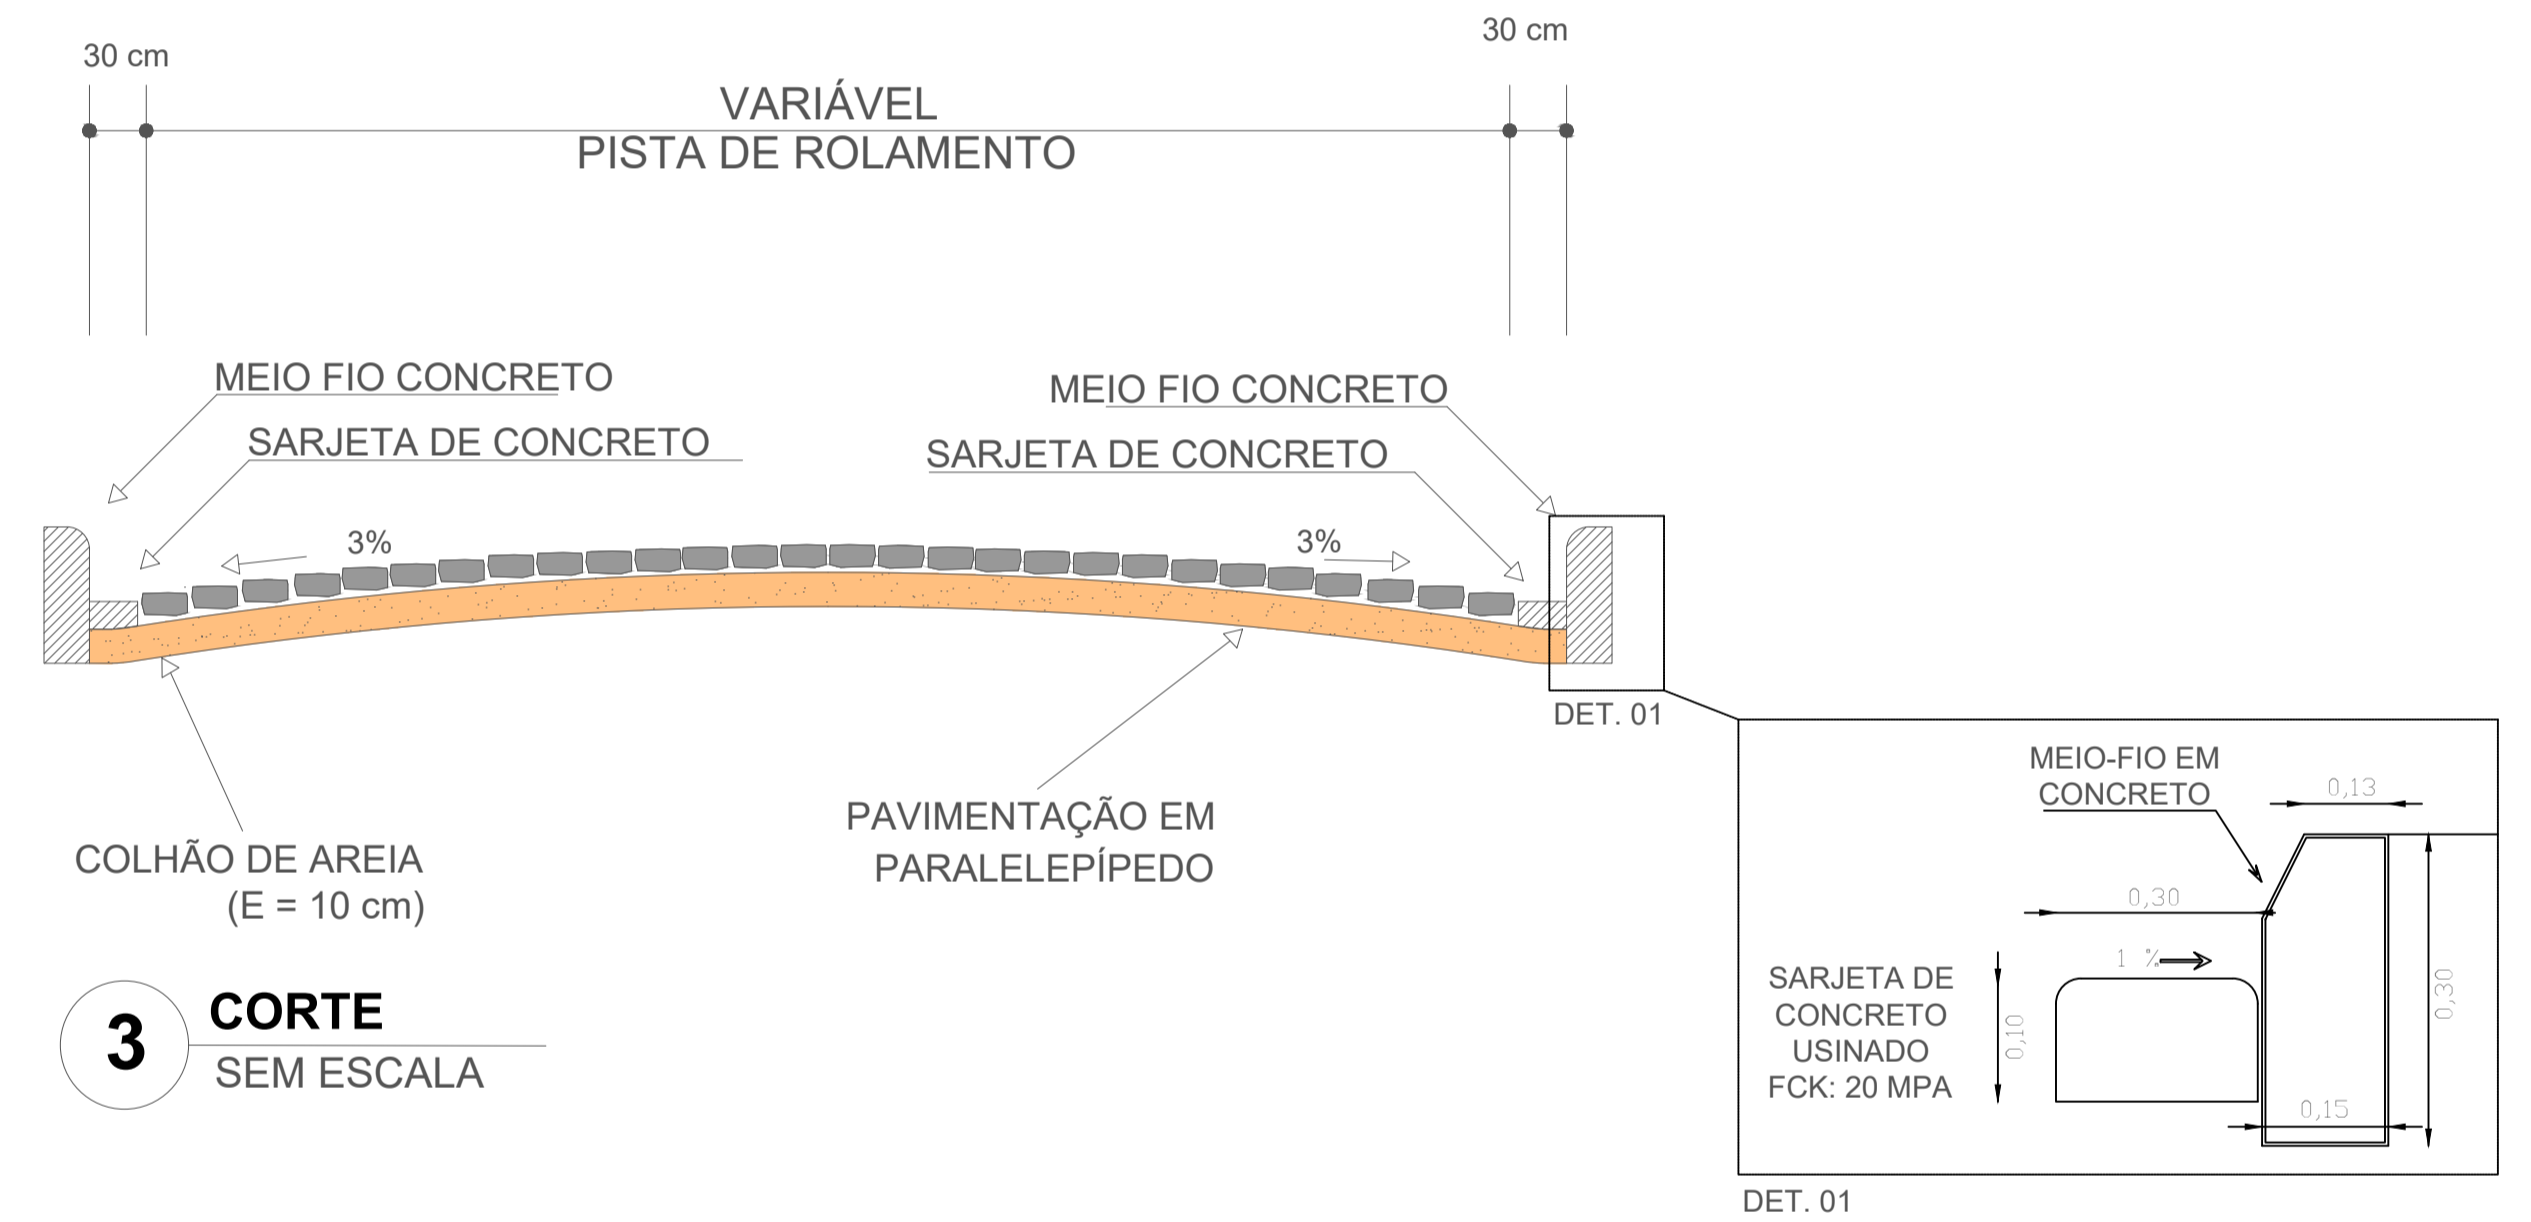 30 cm
30 cm
VARIÁVEL
PISTA DE ROLAMENTO
MEIO FIO CONCRETO
MEIO FIO CONCRETO
SARJETA DE CONCRETO
SARJETA DE CONCRETO
3%
3%
DET. 01
COLHÃO DE AREIA
(E = 10 cm)
PAVIMENTAÇÃO EM
PARALELEPÍPEDO
3
CORTE
SEM ESCALA
MEIO-FIO EM
CONCRETO
0,13
0,30
1 %
SARJETA DE
CONCRETO
USINADO
FCK: 20 MPA
0,10
0,30
0,15
DET. 01